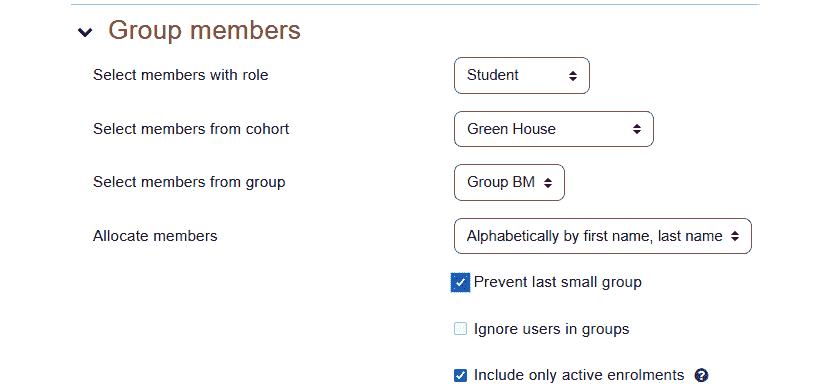 Group members
Select members with role Student
Select members from cohort Green House
Select members from group Group BM
Allocate members Alphabetically by first name, last name
Prevent last small group
Ignore users in groups
Include only active enrolments ?